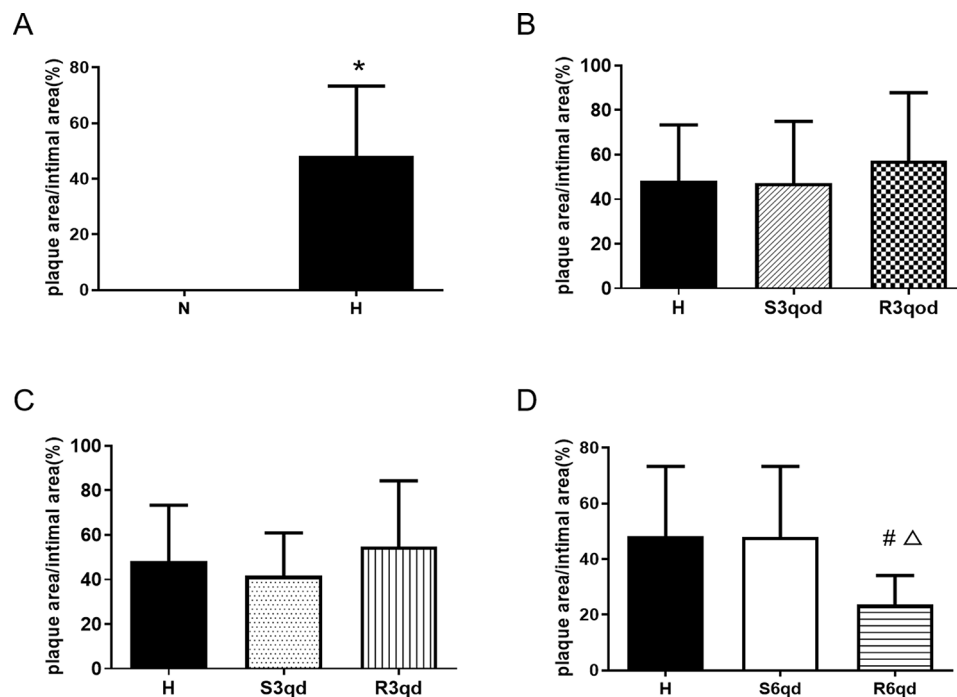 A
plaque area/intimal area(%)
80
60
40
20
0
*
N H
B
plaque area/intimal area(%)
100
80
60
40
20
0
H S3qod R3qod
C
plaque area/intimal area(%)
100
80
60
40
20
0
H S3qd R3qd
D
plaque area/intimal area(%)
80
60
40
20
0
# △
H S6qd R6qd